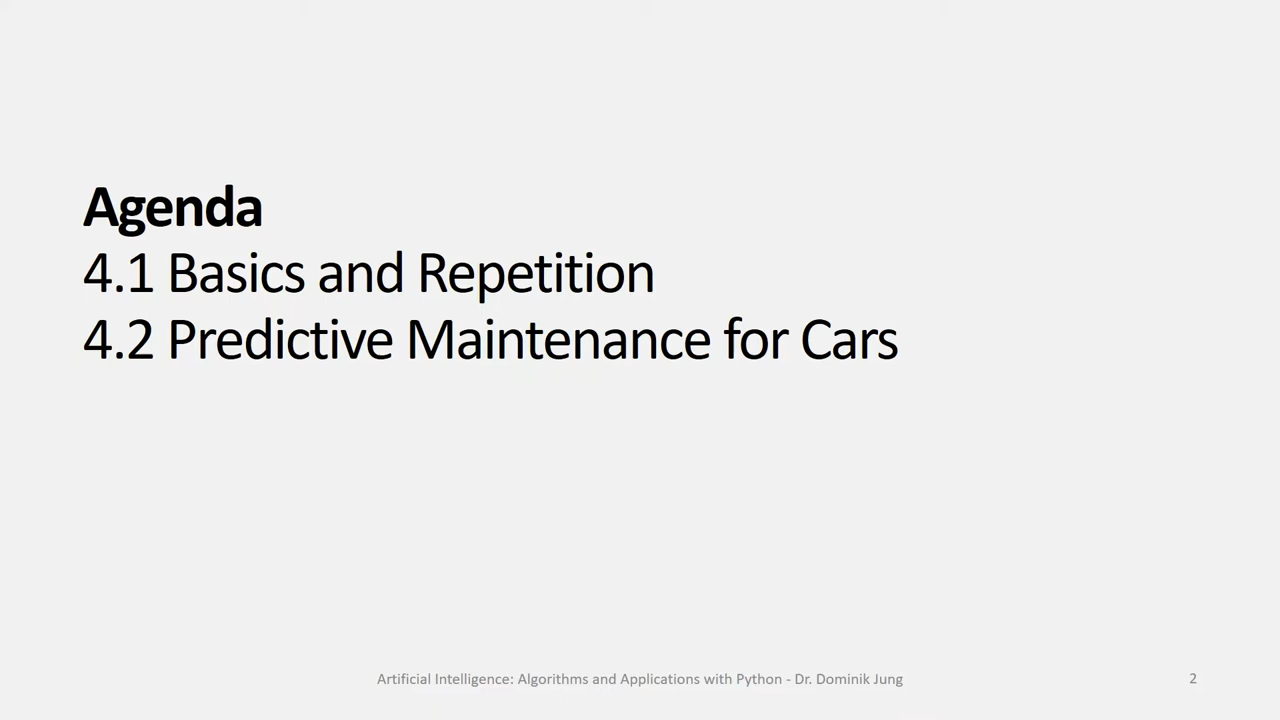 Agenda
4.1 Basics and Repetition
4.2 Predictive Maintenance for Cars
Artificial Intelligence: Algorithms and Applications with Python - Dr. Dominik Jung
2